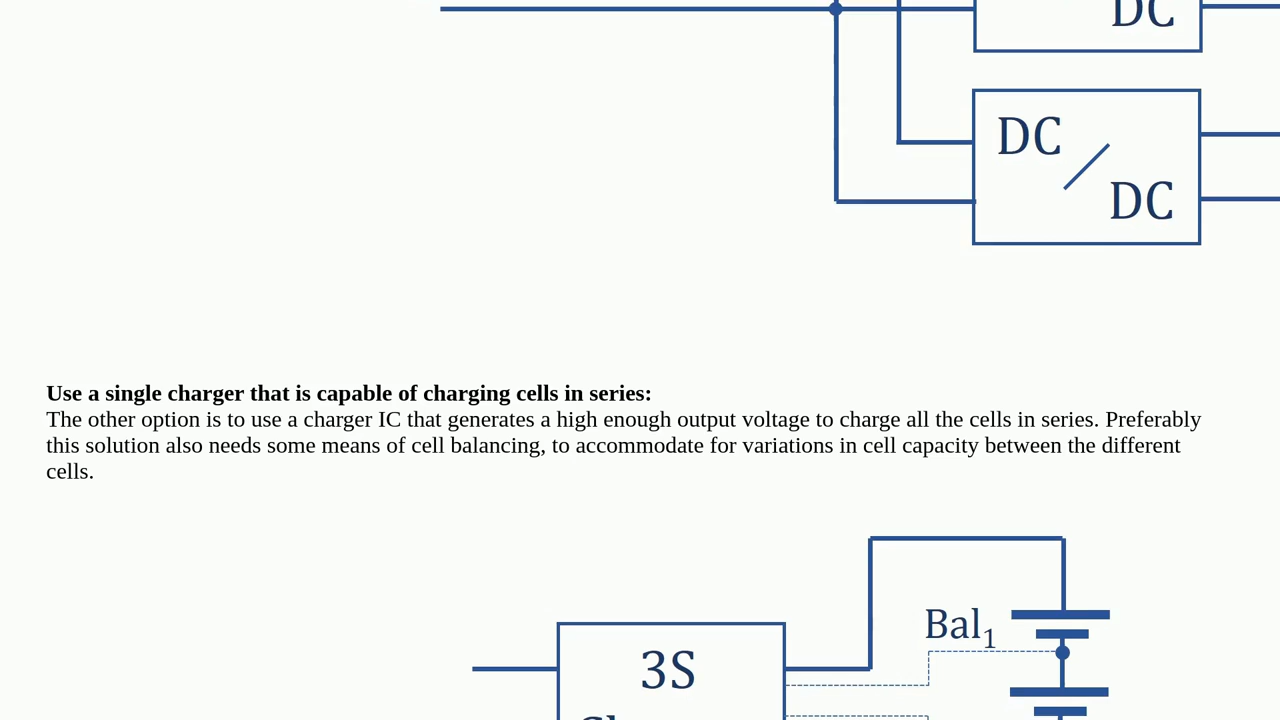 DC
DC
DC
Use a single charger that is capable of charging cells in series:
The other option is to use a charger IC that generates a high enough output voltage to charge all the cells in series. Preferably
this solution also needs some means of cell balancing, to accommodate for variations in cell capacity between the different
cells.
Bal₁
3S